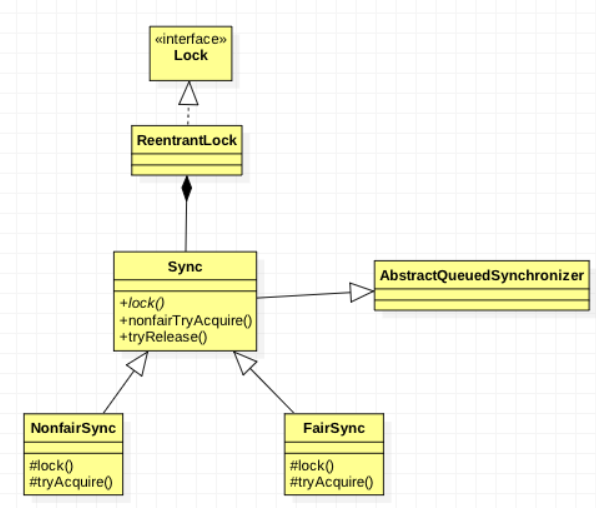 «interface»
Lock
ReentrantLock
Sync
+lock()
+nonfairTryAcquire()
+tryRelease()
AbstractQueuedSynchronizer
NonfairSync
#lock()
#tryAcquire()
FairSync
#lock()
#tryAcquire()